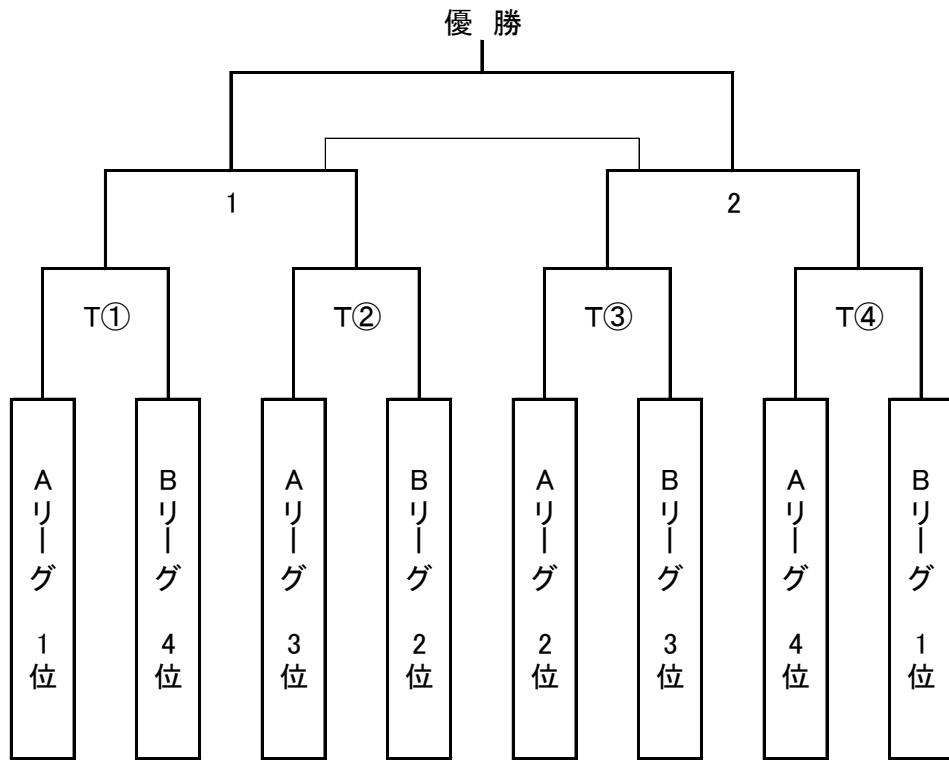 優 勝
1
2
T①
T②
T③
T④
Aリーグ 1位
Bリーグ 4位
Aリーグ 3位
Bリーグ 2位
Aリーグ 2位
Bリーグ 3位
Aリーグ 4位
Bリーグ 1位